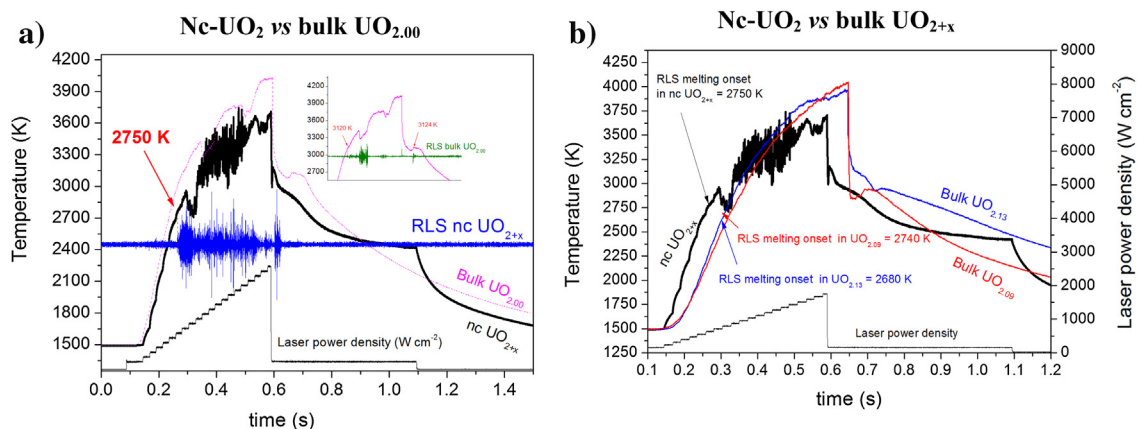 Nc-UO2 vs bulk UO2.00
a)
4200
3900
3600
3300
3000
2700
2400
2100
1800
1500
Temperature (K)
2750 K
4200
3900
3600
3300
3000
2700
3120 K
3124 K
RLS bulk UO2.00
RLS nc UO2+x
Bulk UO2.00
nc UO2+x
Laser power density (W cm-2)
0.0 0.2 0.4 0.6 0.8 1.0 1.2 1.4
time (s)
Nc-UO2 vs bulk UO2+x
b)
4250
4000
3750
3500
3250
3000
2750
2500
2250
2000
1750
1500
1250
Temperature (K)
RLS melting onset
in nc UO2+x = 2750 K
nc UO2+x
RLS melting onset in UO2.09 = 2740 K
RLS melting onset in UO2.13 = 2680 K
Bulk UO2.13
Bulk UO2.09
Laser power density
9000
8000
7000
6000
5000
4000
3000
2000
1000
0
Laser power density (W cm-2)
0.1 0.2 0.3 0.4 0.5 0.6 0.7 0.8 0.9 1.0 1.1 1.2
time (s)